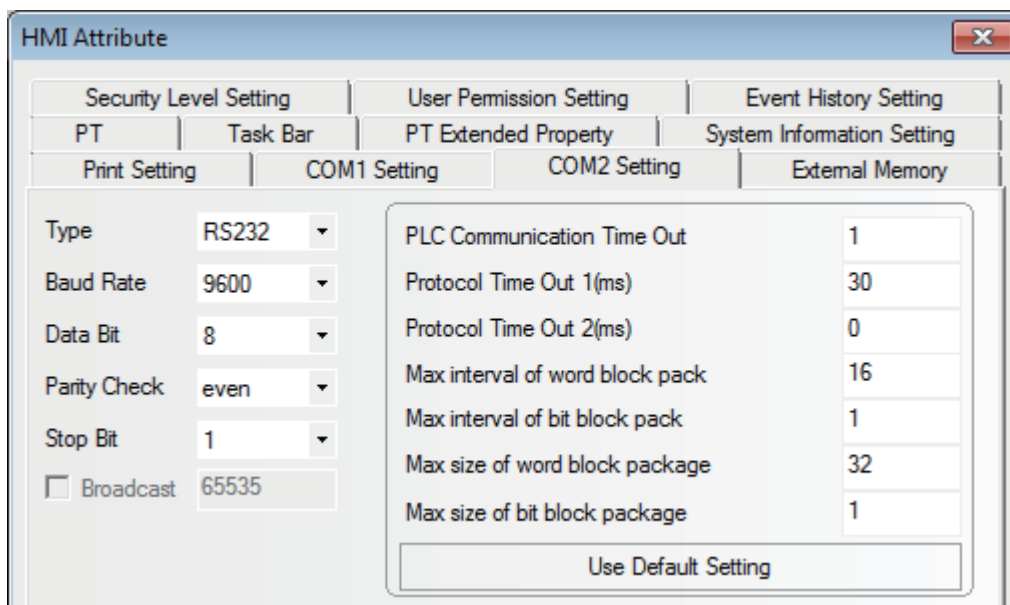 HMI Attribute
Security Level Setting
User Permission Setting
Event History Setting
PT
Task Bar
PT Extended Property
System Information Setting
Print Setting
COM1 Setting
COM2 Setting
External Memory
Type
RS232
Baud Rate
9600
Data Bit
8
Parity Check
even
Stop Bit
1
Broadcast
65535
PLC Communication Time Out
1
Protocol Time Out 1(ms)
30
Protocol Time Out 2(ms)
0
Max interval of word block pack
16
Max interval of bit block pack
1
Max size of word block package
32
Max size of bit block package
1
Use Default Setting